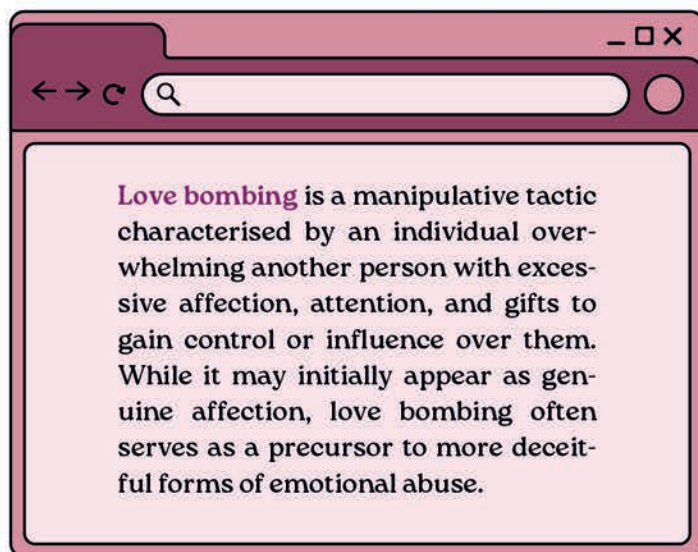 Love bombing is a manipulative tactic
characterised by an individual over-
whelming another person with exces-
sive affection, attention, and gifts to
gain control or influence over them.
While it may initially appear as gen-
uine affection, love bombing often
serves as a precursor to more deceit-
ful forms of emotional abuse.